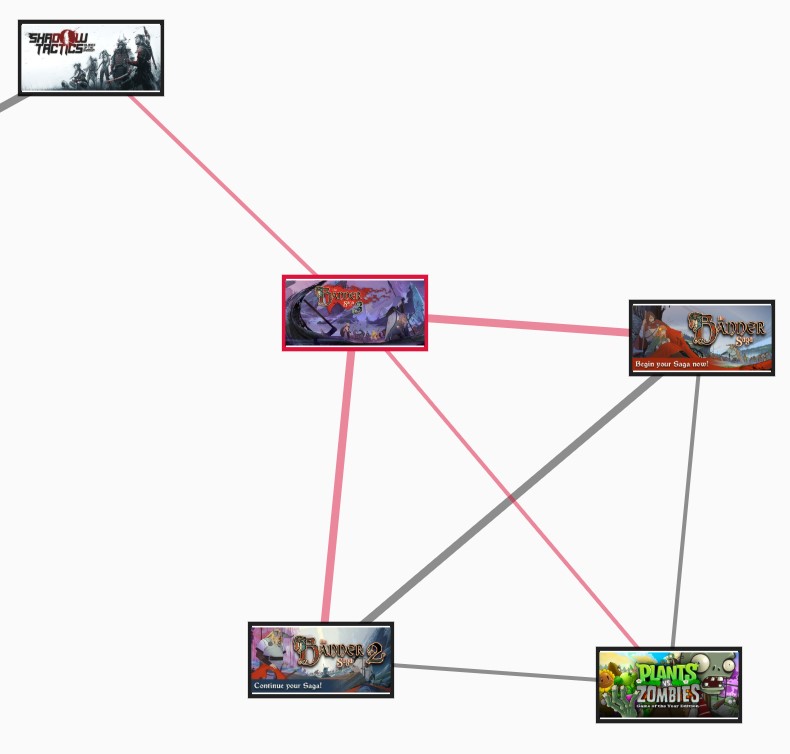 SHADOW
TACTICS
THE BANNER
SAGA
3
THE BANNER
SAGA
Begin your Saga now!
THE BANNER 2
SAGA
Continue your Saga!
PLANTS
VS.
ZOMBIES
Game of the Year Edition